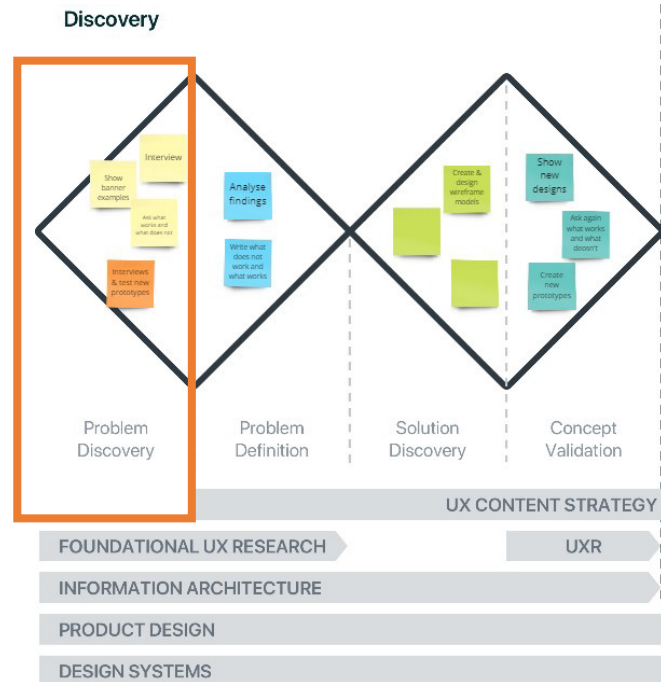 Discovery
Interview
Show
banner
examples
Ask what
works and
what does not
Interviews
& test new
prototypes
Analyse
findings
Write what
does not
work and
what works
Create &
design
wireframe
models
Show
new
designs
Ask again
what works
and what
deosn't
Create
new
prototypes
Problem
Discovery
Problem
Definition
Solution
Discovery
Concept
Validation
UX CONTENT STRATEGY
FOUNDATIONAL UX RESEARCH
UXR
INFORMATION ARCHITECTURE
PRODUCT DESIGN
DESIGN SYSTEMS